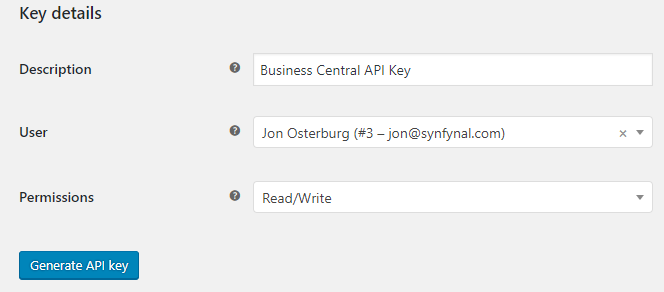 Key details
Description ? Business Central API Key
User ? Jon Osterburg (#3 – jon@synfynal.com) ×
Permissions ? Read/Write
Generate API key